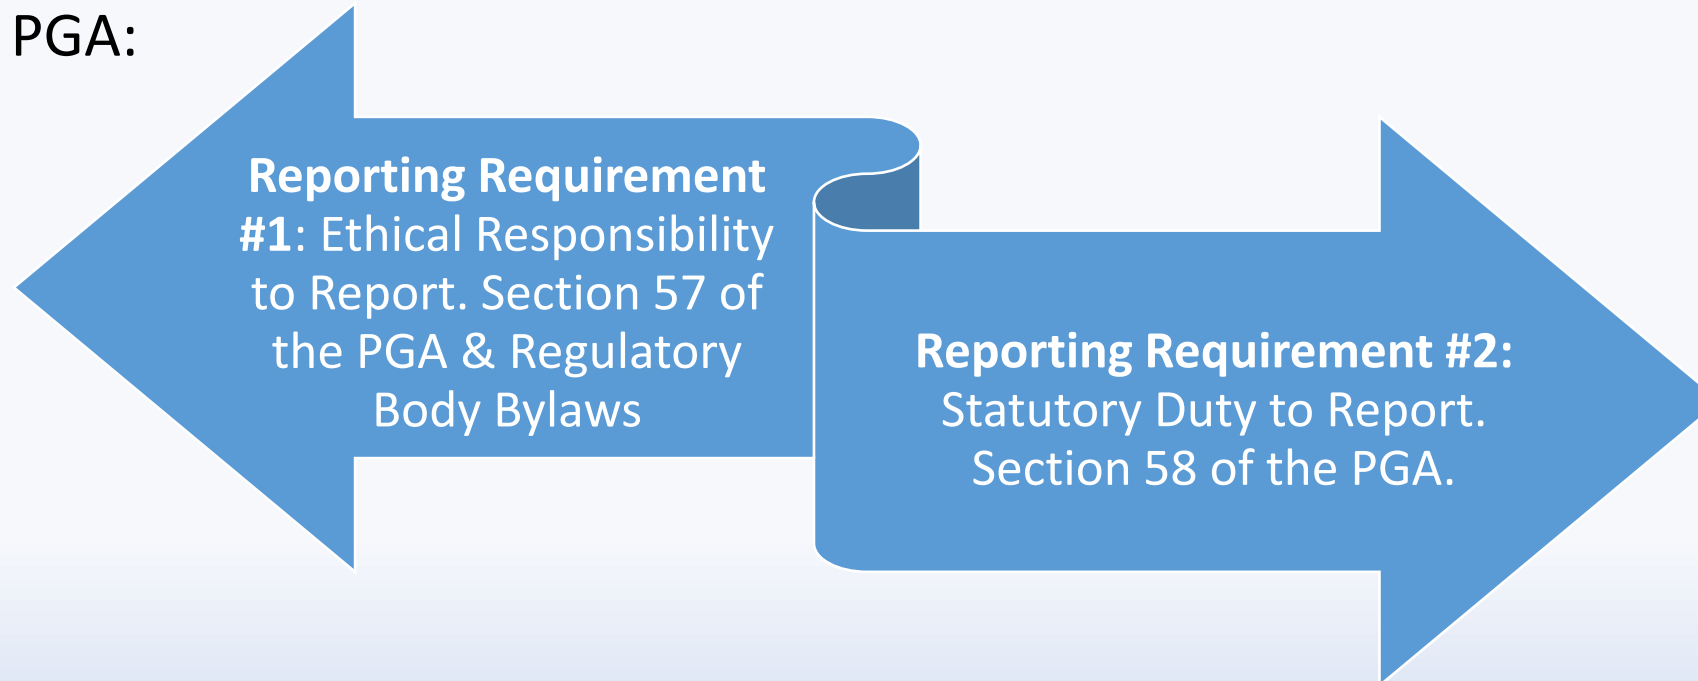 PGA:
Reporting Requirement
#1: Ethical Responsibility
to Report. Section 57 of
the PGA & Regulatory
Body Bylaws
Reporting Requirement #2:
Statutory Duty to Report.
Section 58 of the PGA.